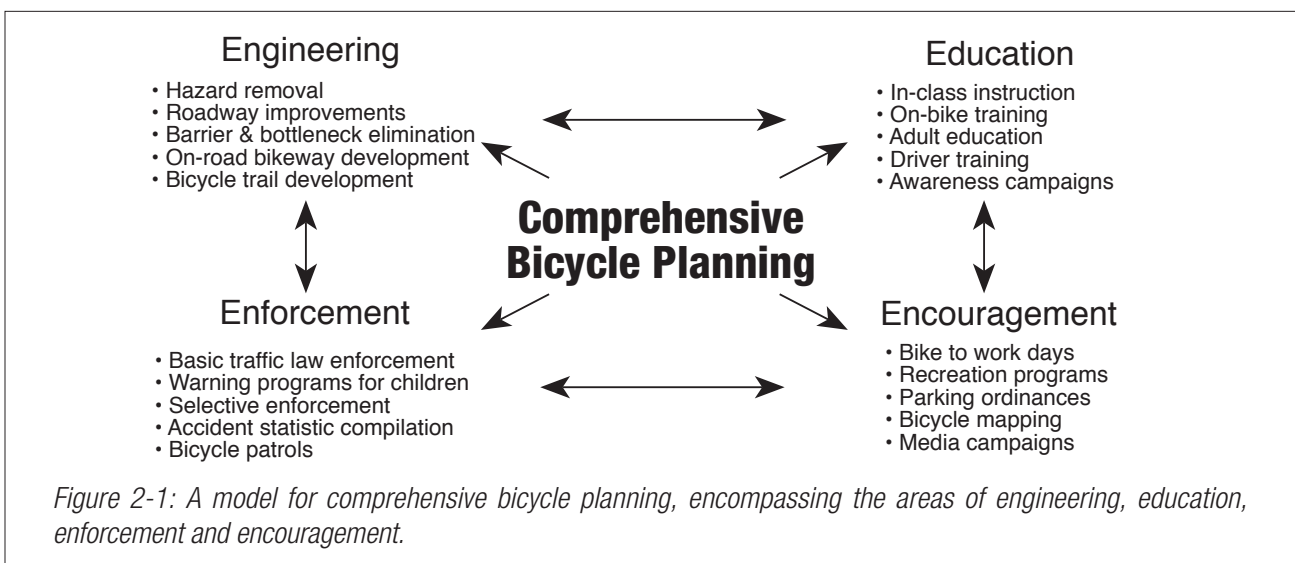 Engineering
• Hazard removal
• Roadway improvements
• Barrier & bottleneck elimination
• On-road bikeway development
• Bicycle trail development
Education
• In-class instruction
• On-bike training
• Adult education
• Driver training
• Awareness campaigns
Comprehensive
Bicycle Planning
Enforcement
• Basic traffic law enforcement
• Warning programs for children
• Selective enforcement
• Accident statistic compilation
• Bicycle patrols
Encouragement
• Bike to work days
• Recreation programs
• Parking ordinances
• Bicycle mapping
• Media campaigns
Figure 2-1: A model for comprehensive bicycle planning, encompassing the areas of engineering, education,
enforcement and encouragement.